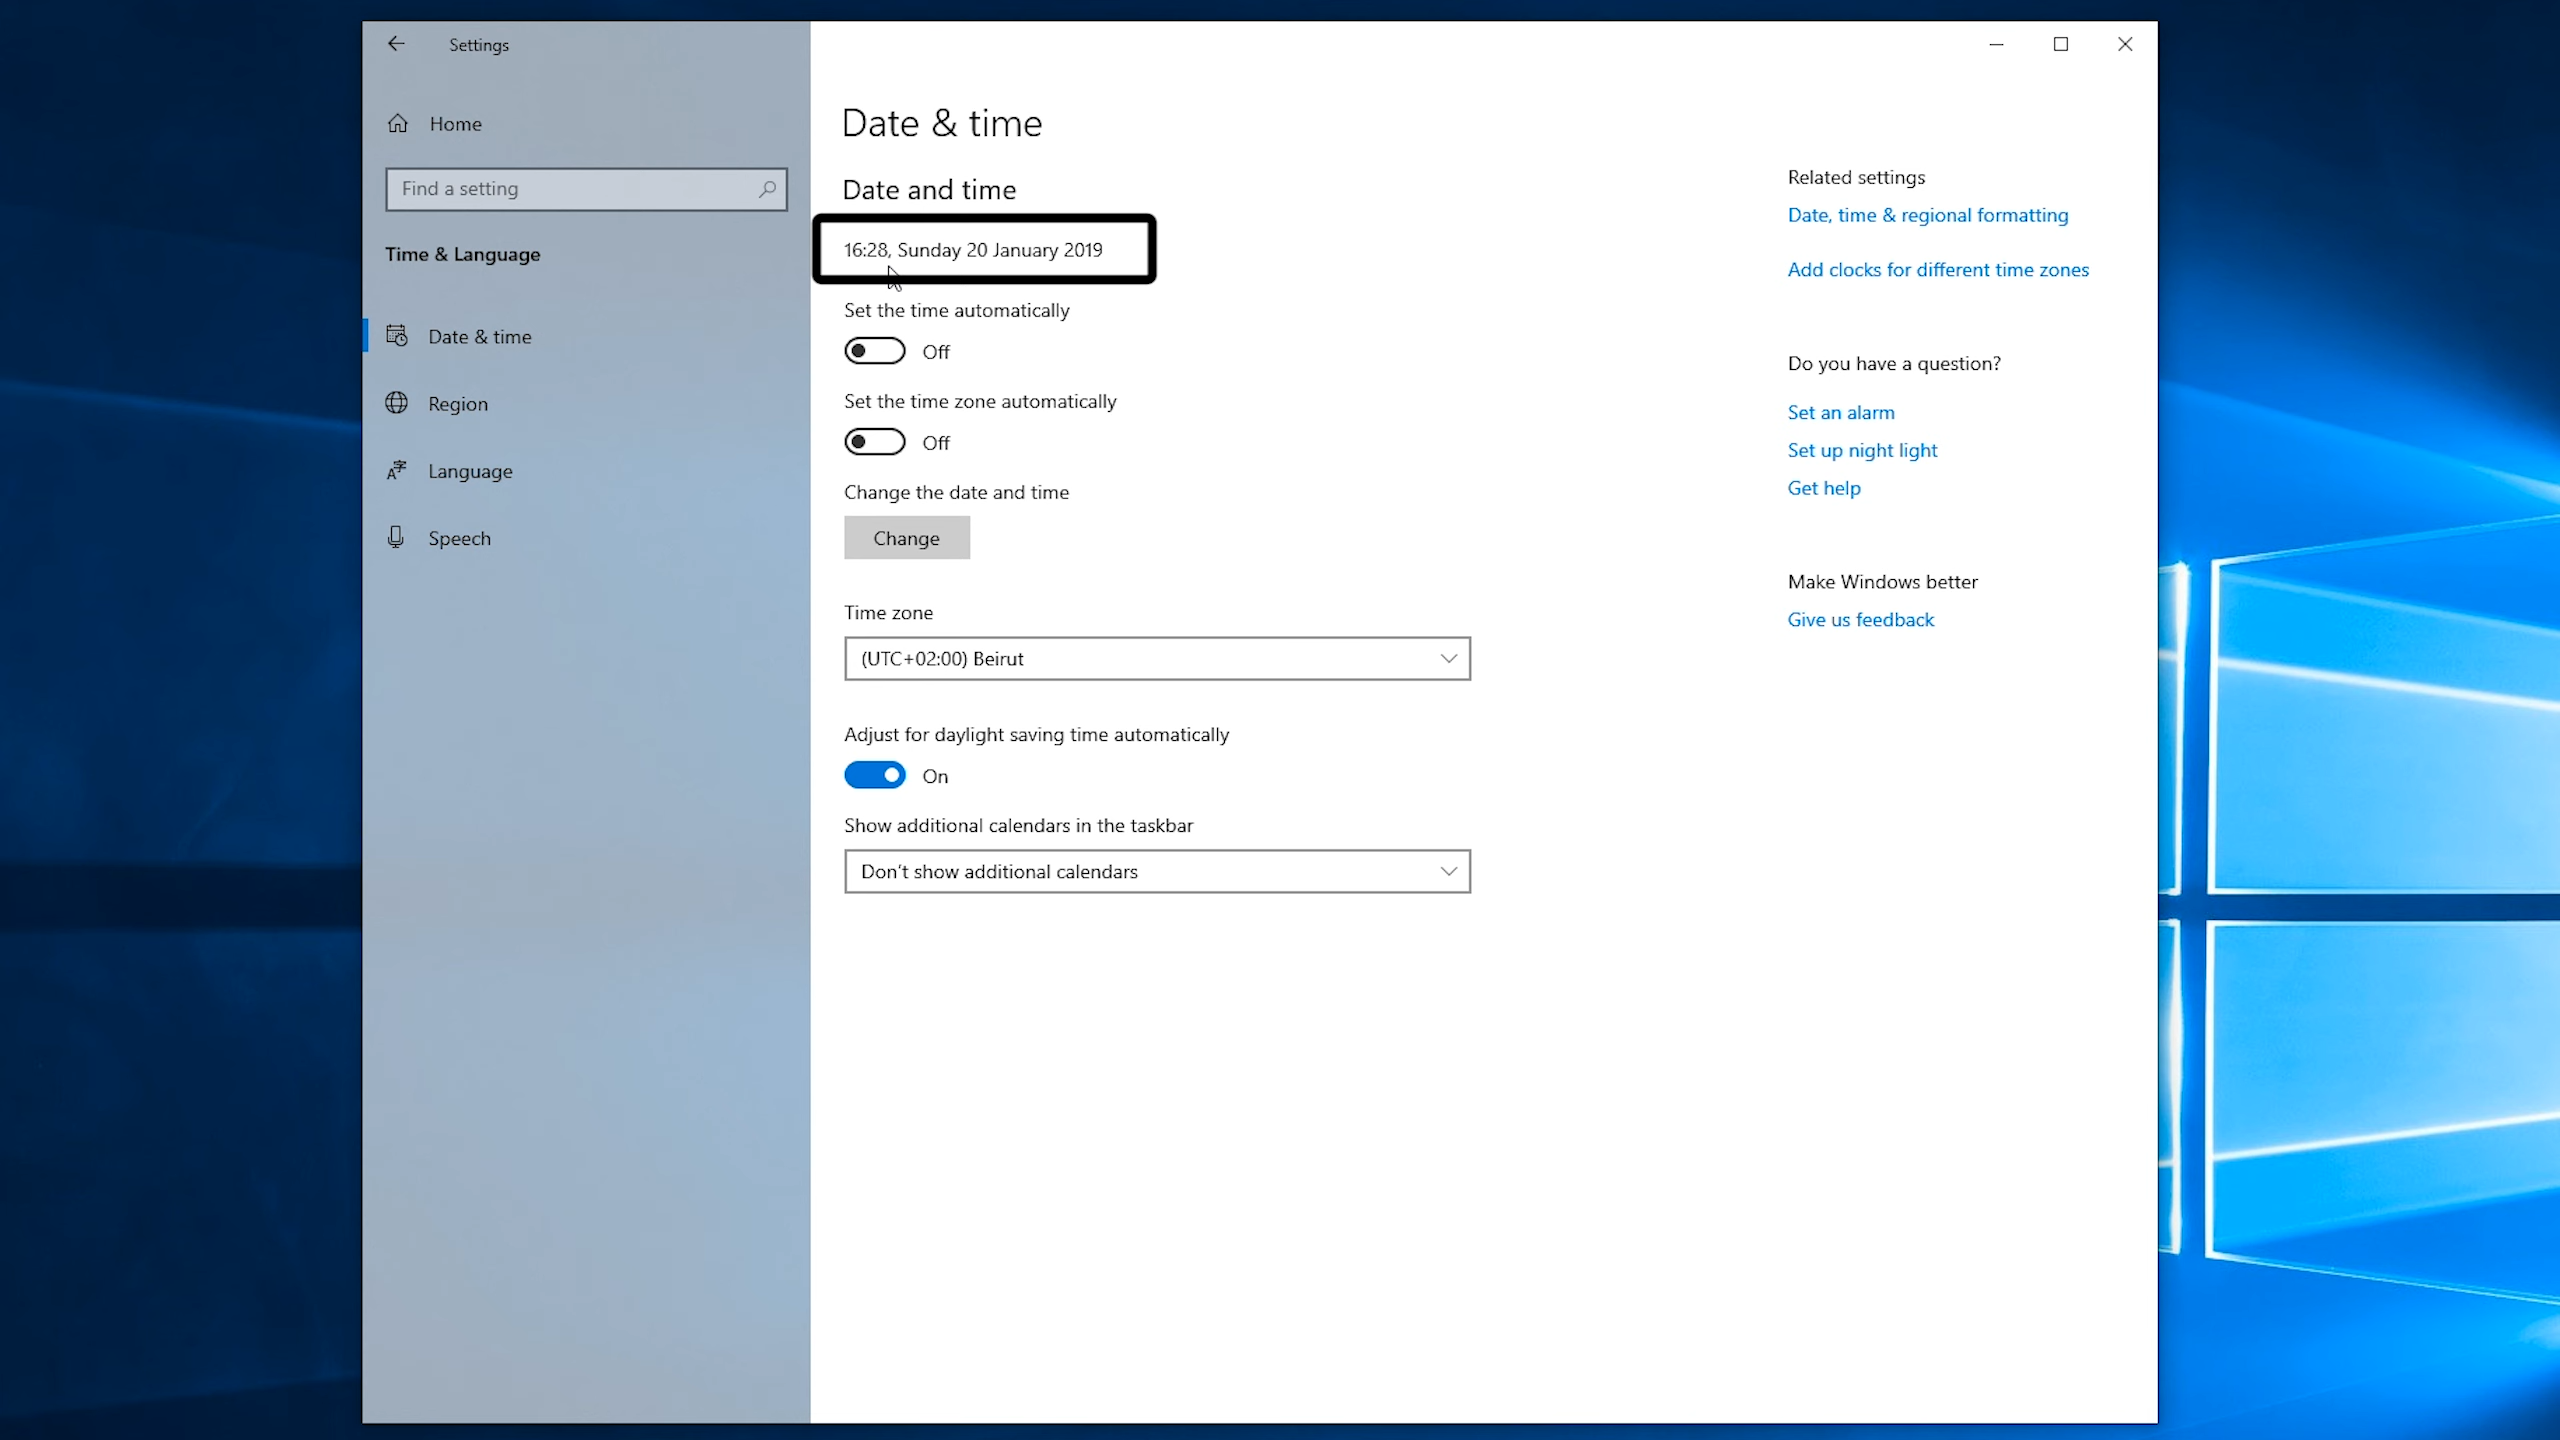 Settings
Home
Find a setting
Time & Language
Date & time
Region
Language
Speech
Date & time
Date and time
16:28, Sunday 20 January 2019
Set the time automatically
Off
Set the time zone automatically
Off
Change the date and time
Change
Time zone
(UTC+02:00) Beirut
Adjust for daylight saving time automatically
On
Show additional calendars in the taskbar
Don't show additional calendars
Related settings
Date, time & regional formatting
Add clocks for different time zones
Do you have a question?
Set an alarm
Set up night light
Get help
Make Windows better
Give us feedback